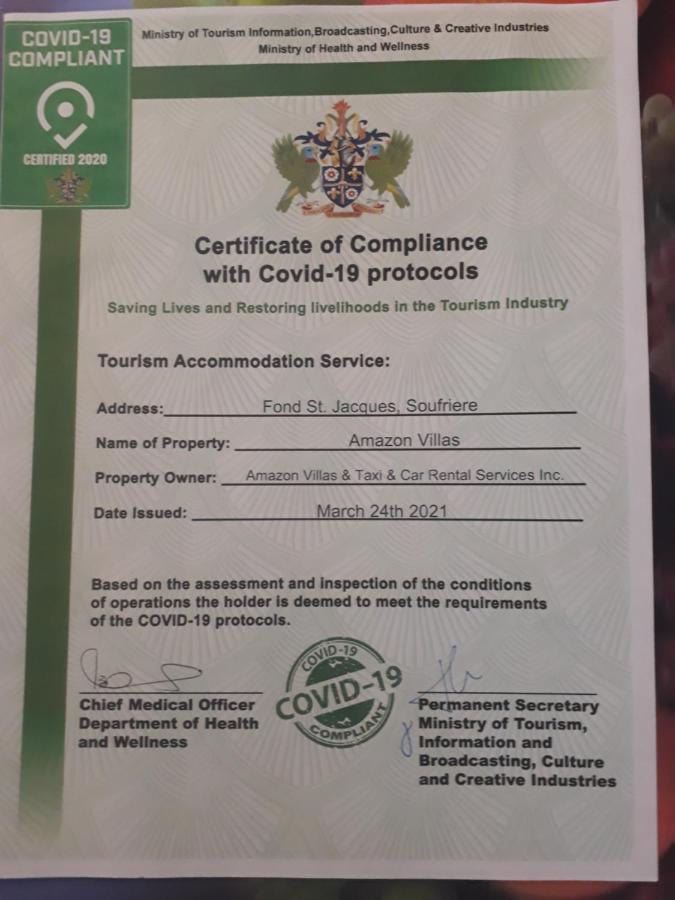 COVID-19
COMPLIANT
CERTIFIED 2020
Ministry of Tourism Information,Broadcasting,Culture & Creative Industries
Ministry of Health and Wellness
Certificate of Compliance
with Covid-19 protocols
Saving Lives and Restoring livelihoods in the Tourism Industry
Tourism Accommodation Service:
Address: Fond St. Jacques, Soufriere
Name of Property: Amazon Villas
Property Owner: Amazon Villas & Taxi & Car Rental Services Inc.
Date Issued: March 24th 2021
Based on the assessment and inspection of the conditions
of operations the holder is deemed to meet the requirements
of the COVID-19 protocols.
Chief Medical Officer
Department of Health
and Wellness
COVID-19
COVID-19
COMPLIANT
Permanent Secretary
Ministry of Tourism,
Information and
Broadcasting, Culture
and Creative Industries